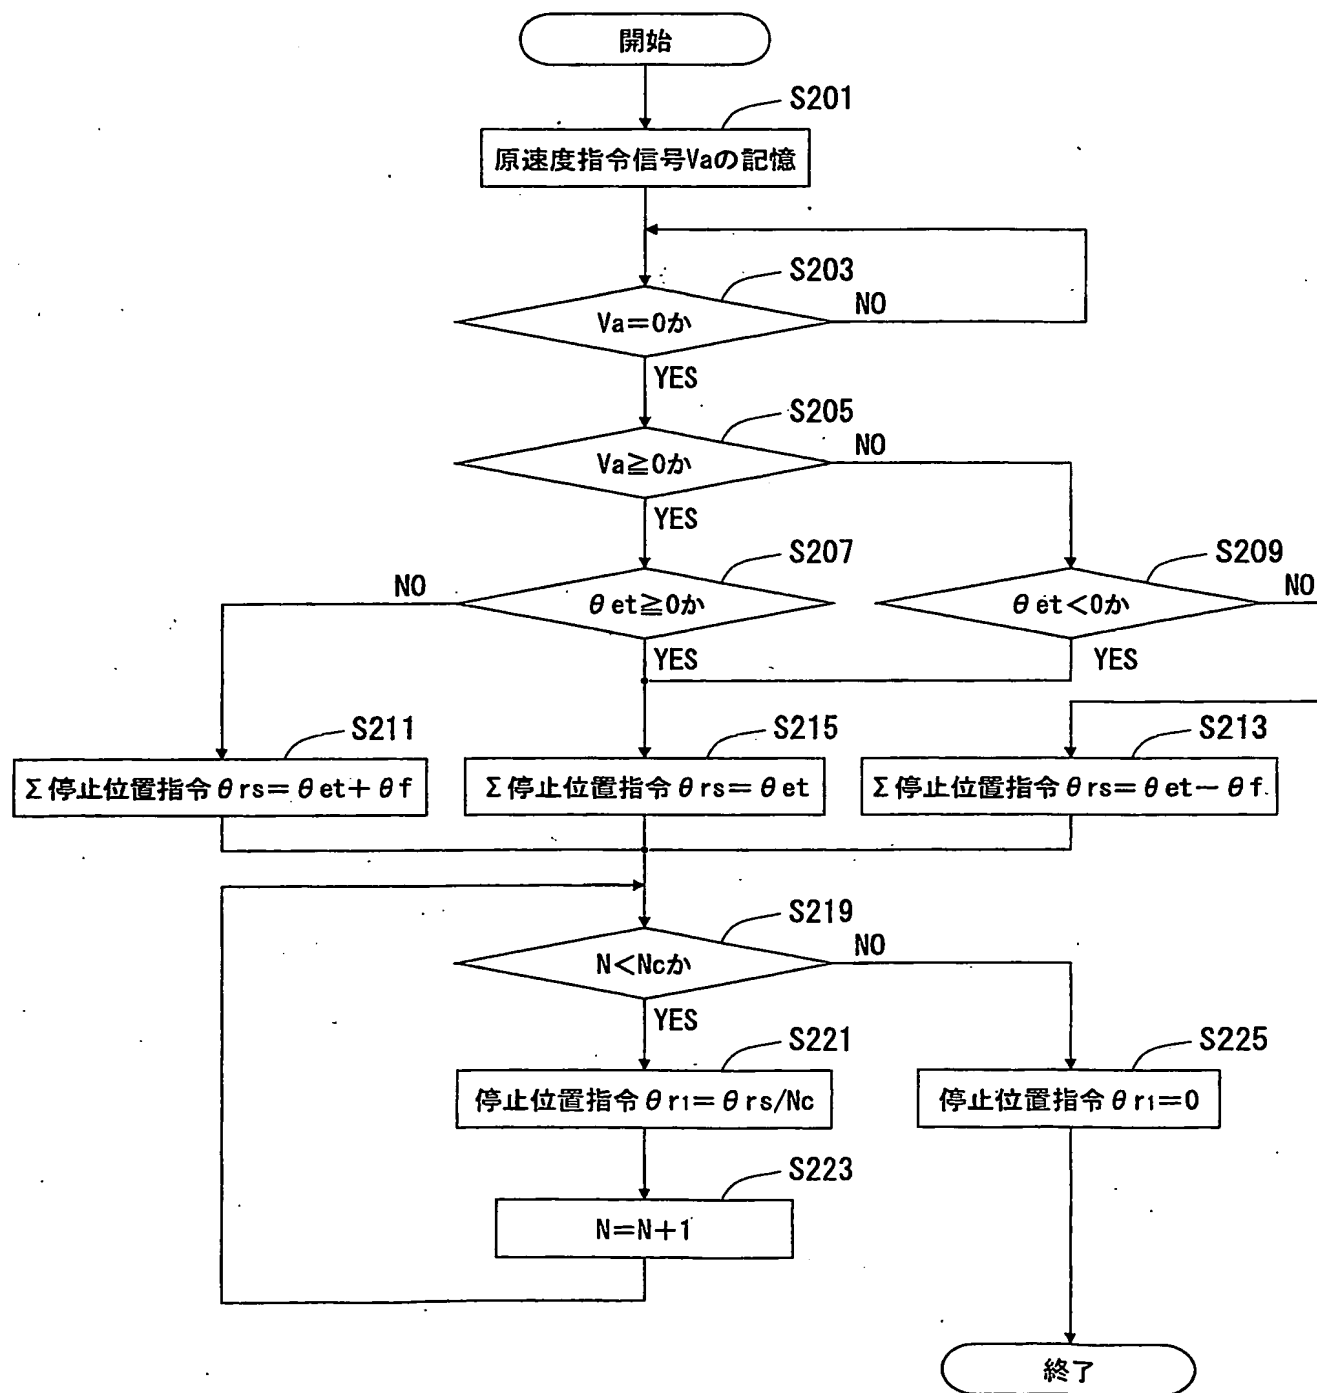 開始
S201
原速度指令信号Vaの記憶
S203
Va=0か
NO
YES
S205
Va≧0か
NO
YES
S207
θet≧0か
NO
YES
S209
θet<0か
NO
YES
S211
Σ停止位置指令θrs=θet+θf
S215
Σ停止位置指令θrs=θet
S213
Σ停止位置指令θrs=θet-θf
S219
N<Ncか
NO
YES
S221
停止位置指令θr1=θrs/Nc
S225
停止位置指令θr1=0
S223
N=N+1
終了